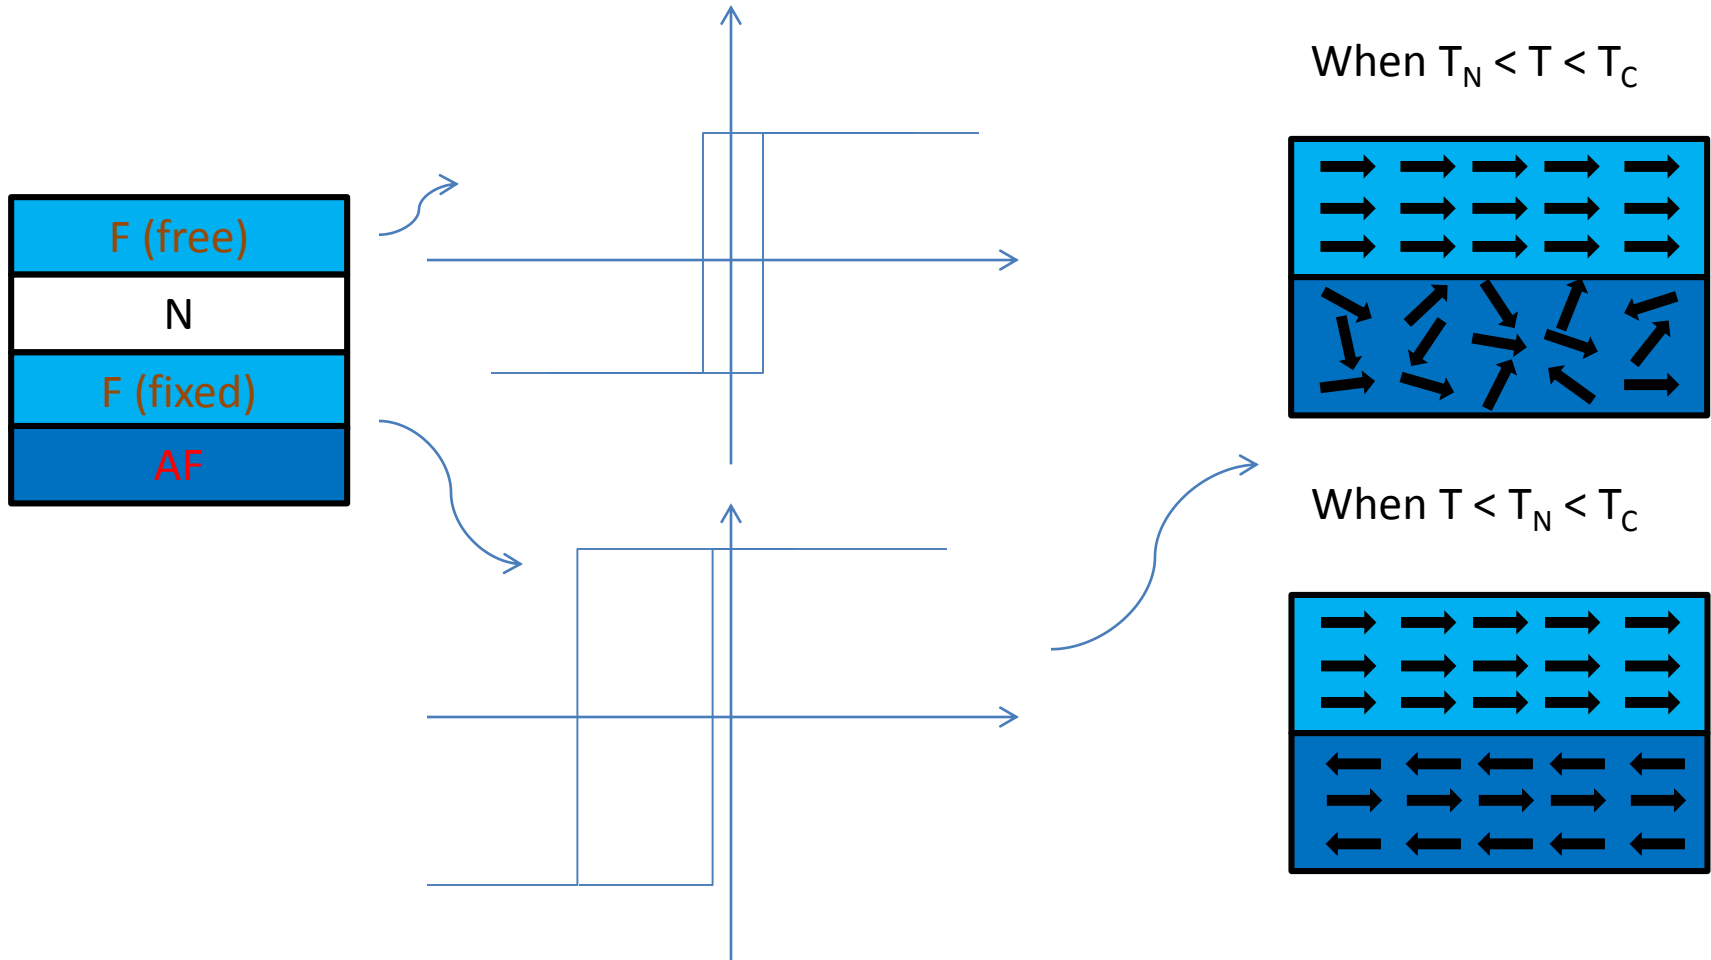 When T_N < T < T_C
F (free)
N
F (fixed)
AF
When T < T_N < T_C